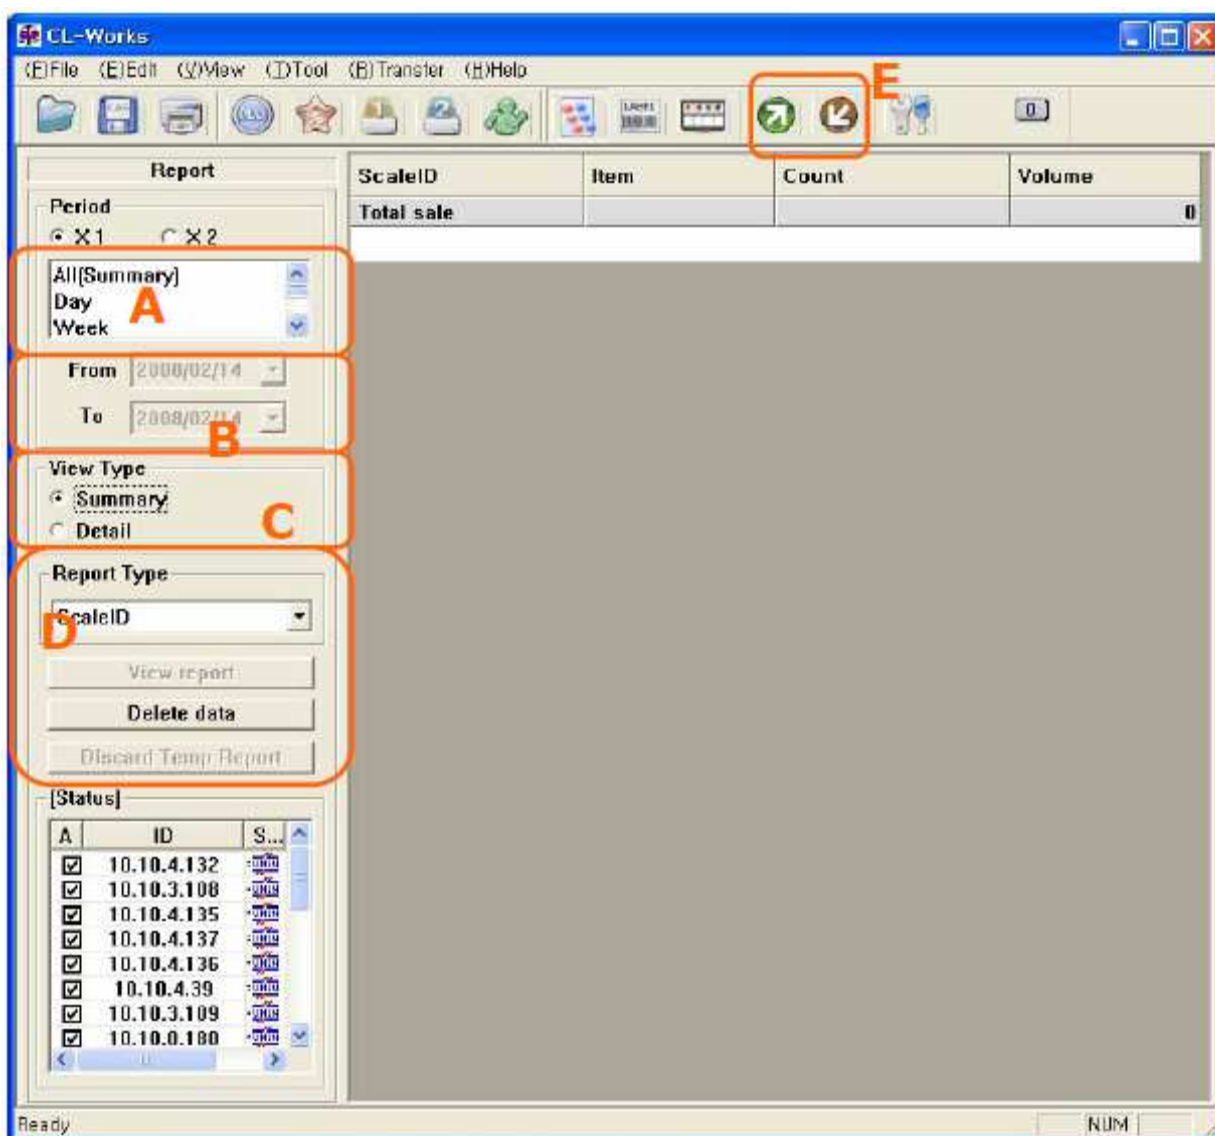 CL-Works
(F)File (E)Edit (V)View (T)Tool (R)Transfer (H)Help
E
0
Report
ScaleID Item Count Volume
Period
Total sale 0
X1 X2
All(Summary)
Day
A
Week
From 2008/02/14
To 2008/02/14
B
View Type
Summary
C
Detail
Report Type
ScaleID
D
View report
Delete data
Discard Temp Report
[Status]
A ID S...
10.10.4.132
10.10.3.108
10.10.4.135
10.10.4.137
10.10.4.136
10.10.4.39
10.10.3.109
10.10.0.180
Ready NUM